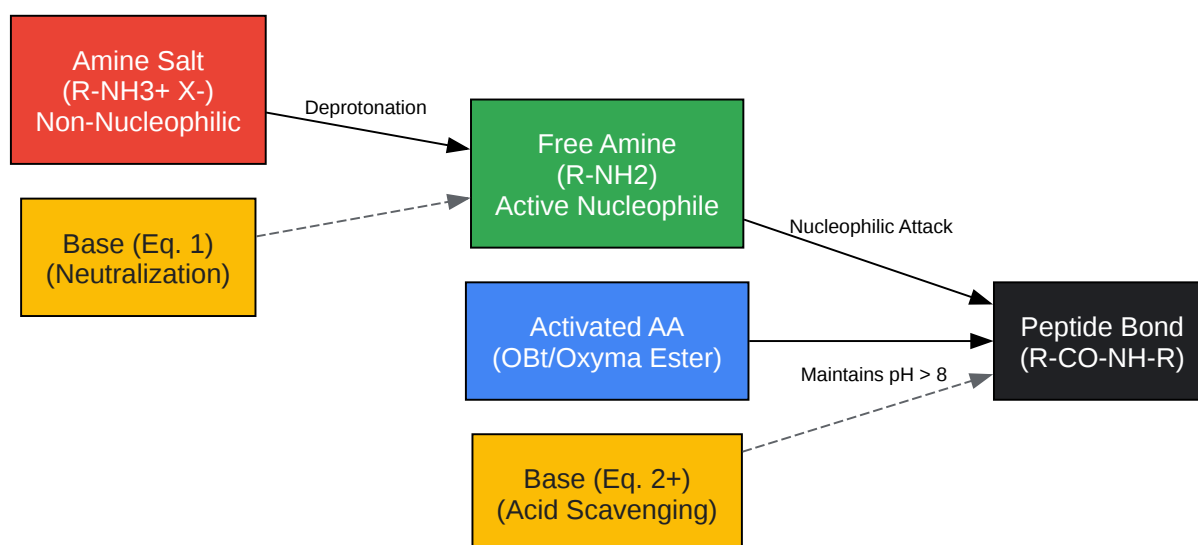 Amine Salt
(R-NH3+ X-)
Non-Nucleophilic
Deprotonation
Base (Eq. 1)
(Neutralization)
Free Amine
(R-NH2)
Active Nucleophile
Nucleophilic Attack
Activated AA
(OBt/Oxyma Ester)
Maintains pH > 8
Base (Eq. 2+)
(Acid Scavenging)
Peptide Bond
(R-CO-NH-R)